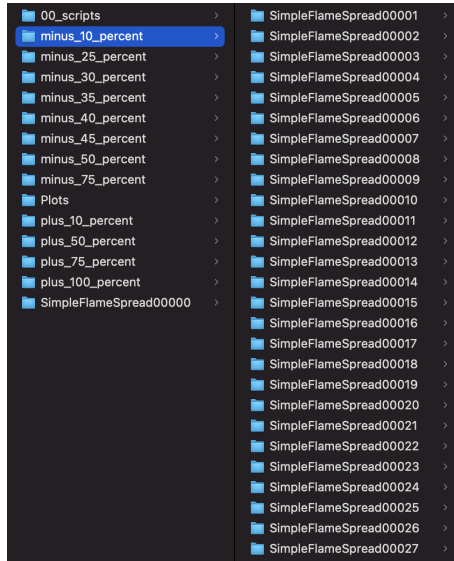 00_scripts
minus_10_percent
minus_25_percent
minus_30_percent
minus_35_percent
minus_40_percent
minus_45_percent
minus_50_percent
minus_75_percent
Plots
plus_10_percent
plus_50_percent
plus_75_percent
plus_100_percent
SimpleFlameSpread00000
SimpleFlameSpread00001
SimpleFlameSpread00002
SimpleFlameSpread00003
SimpleFlameSpread00004
SimpleFlameSpread00005
SimpleFlameSpread00006
SimpleFlameSpread00007
SimpleFlameSpread00008
SimpleFlameSpread00009
SimpleFlameSpread00010
SimpleFlameSpread00011
SimpleFlameSpread00012
SimpleFlameSpread00013
SimpleFlameSpread00014
SimpleFlameSpread00015
SimpleFlameSpread00016
SimpleFlameSpread00017
SimpleFlameSpread00018
SimpleFlameSpread00019
SimpleFlameSpread00020
SimpleFlameSpread00021
SimpleFlameSpread00022
SimpleFlameSpread00023
SimpleFlameSpread00024
SimpleFlameSpread00025
SimpleFlameSpread00026
SimpleFlameSpread00027